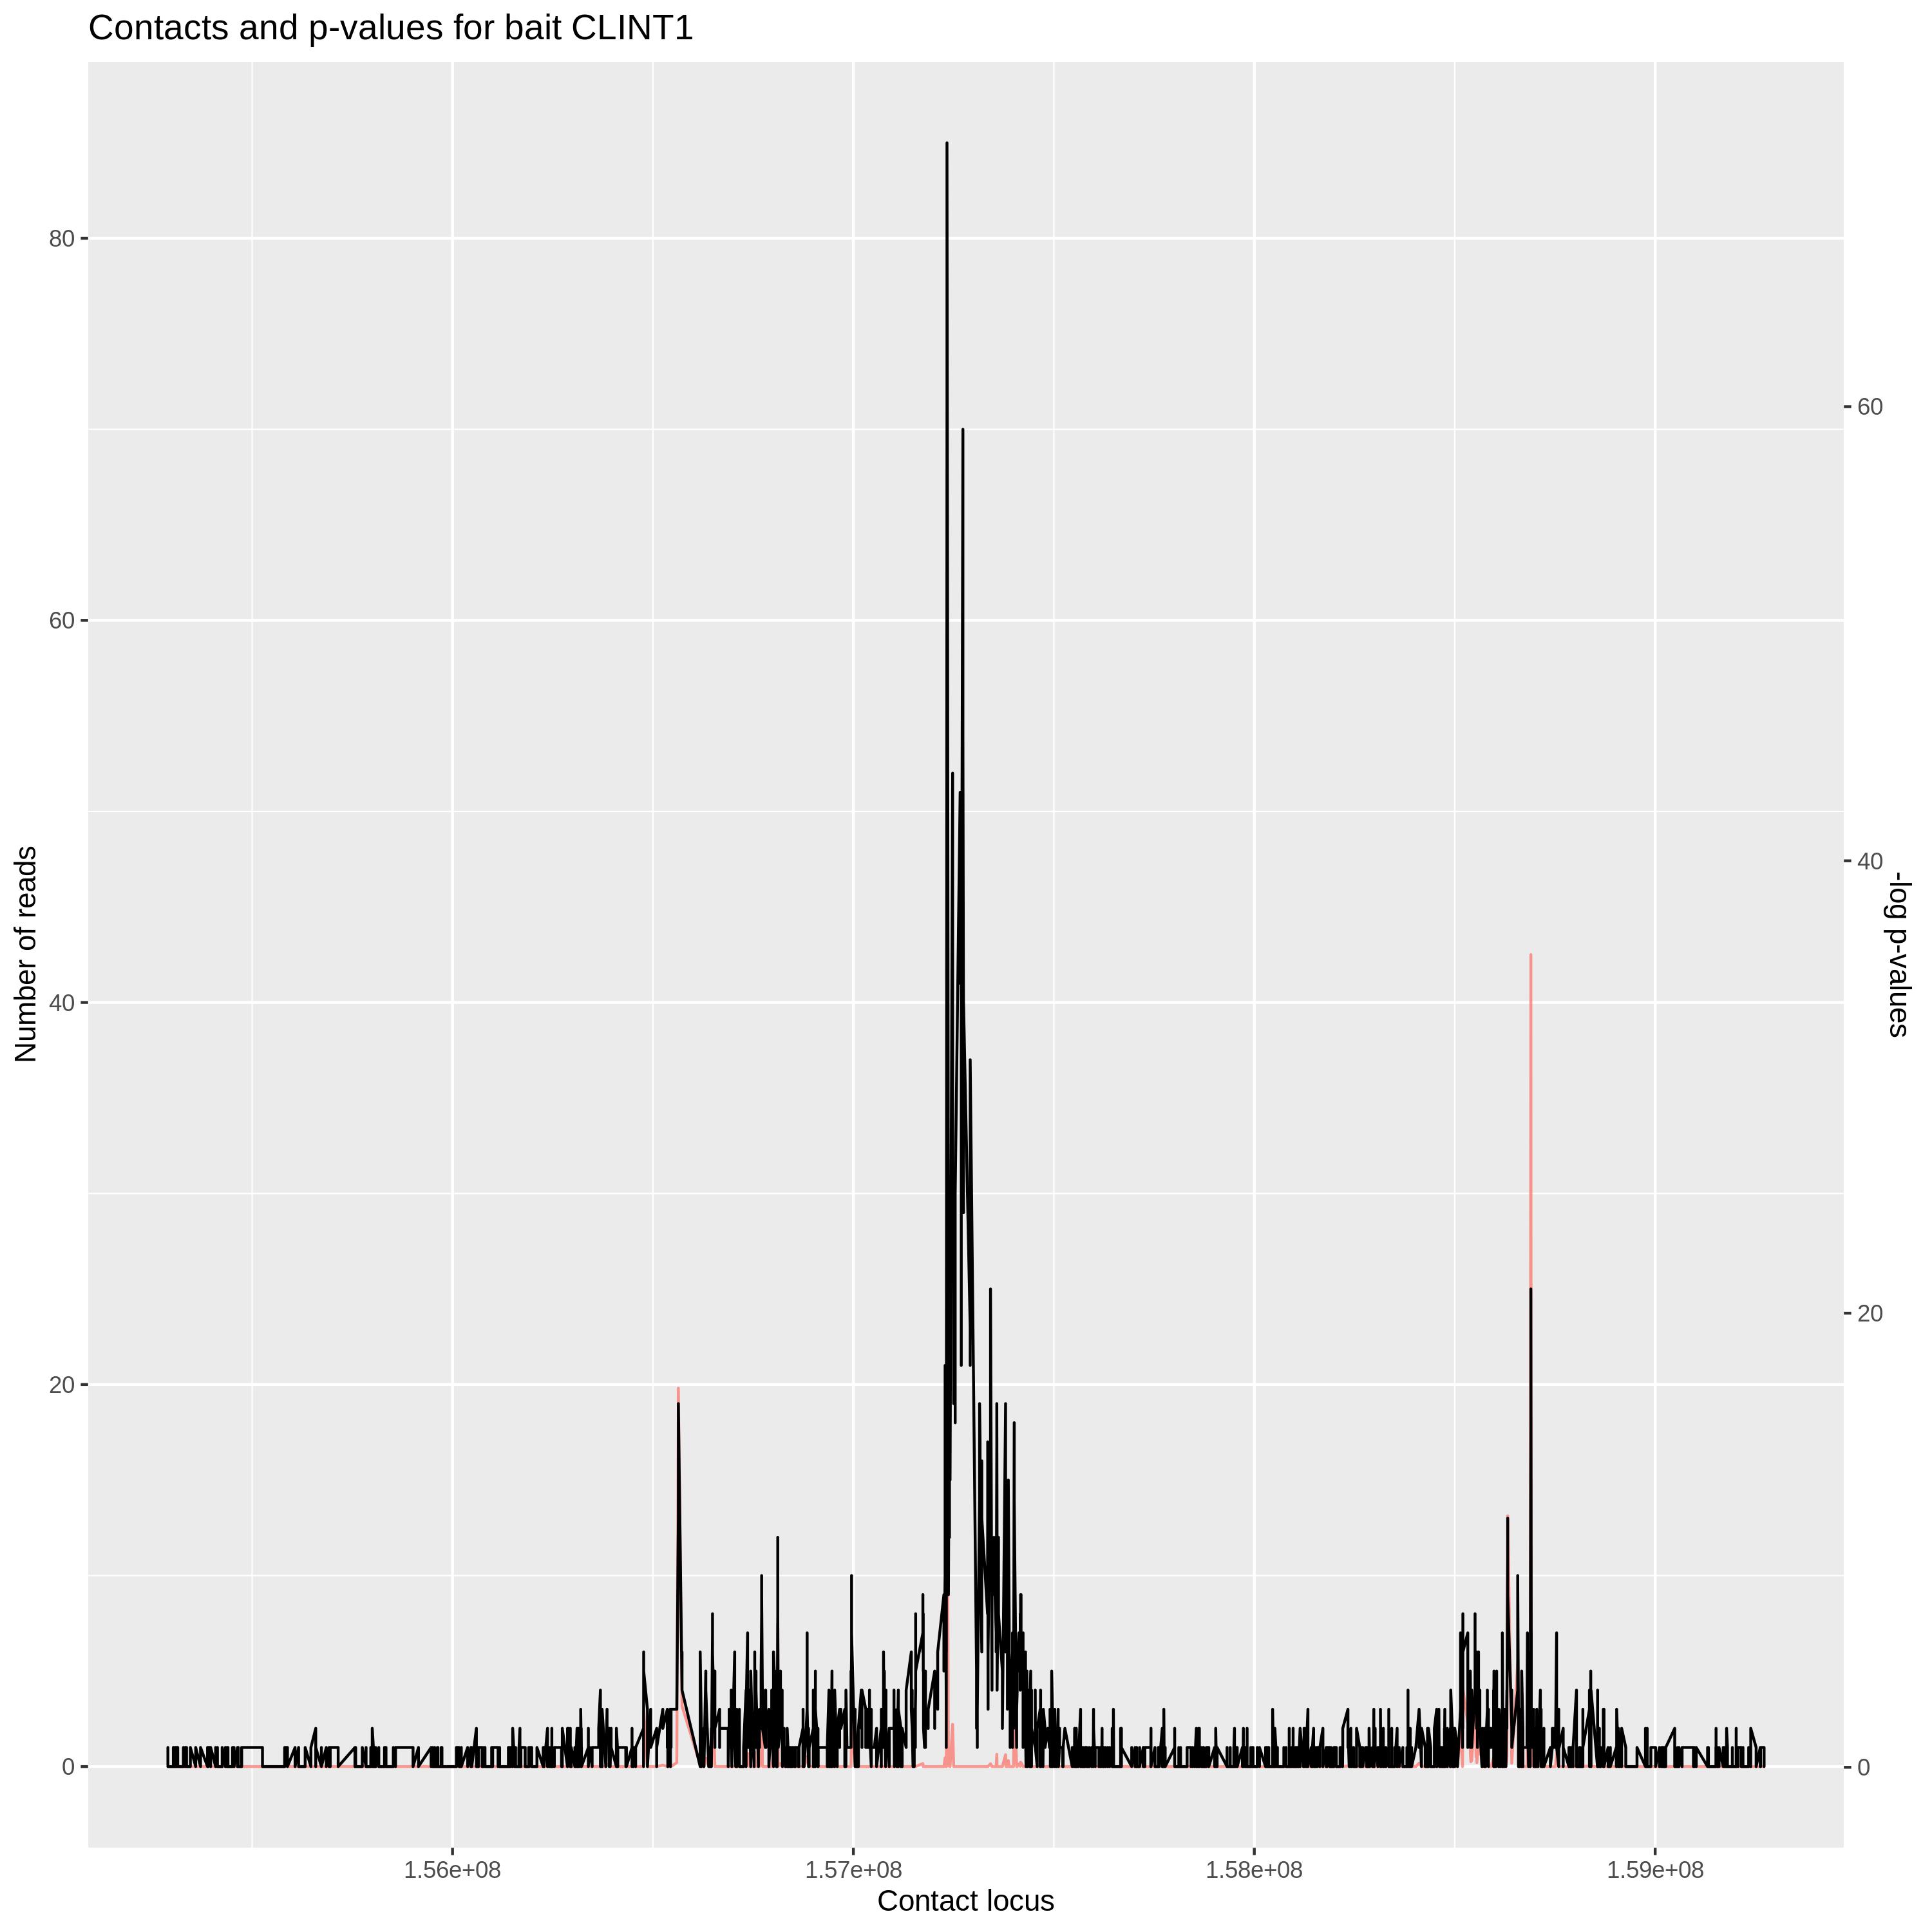 Contacts and p-values for bait CLINT1
80
60
40
20
0
Number of reads
60
40
20
0
-log p-values
1.56e+08
1.57e+08
1.58e+08
1.59e+08
Contact locus